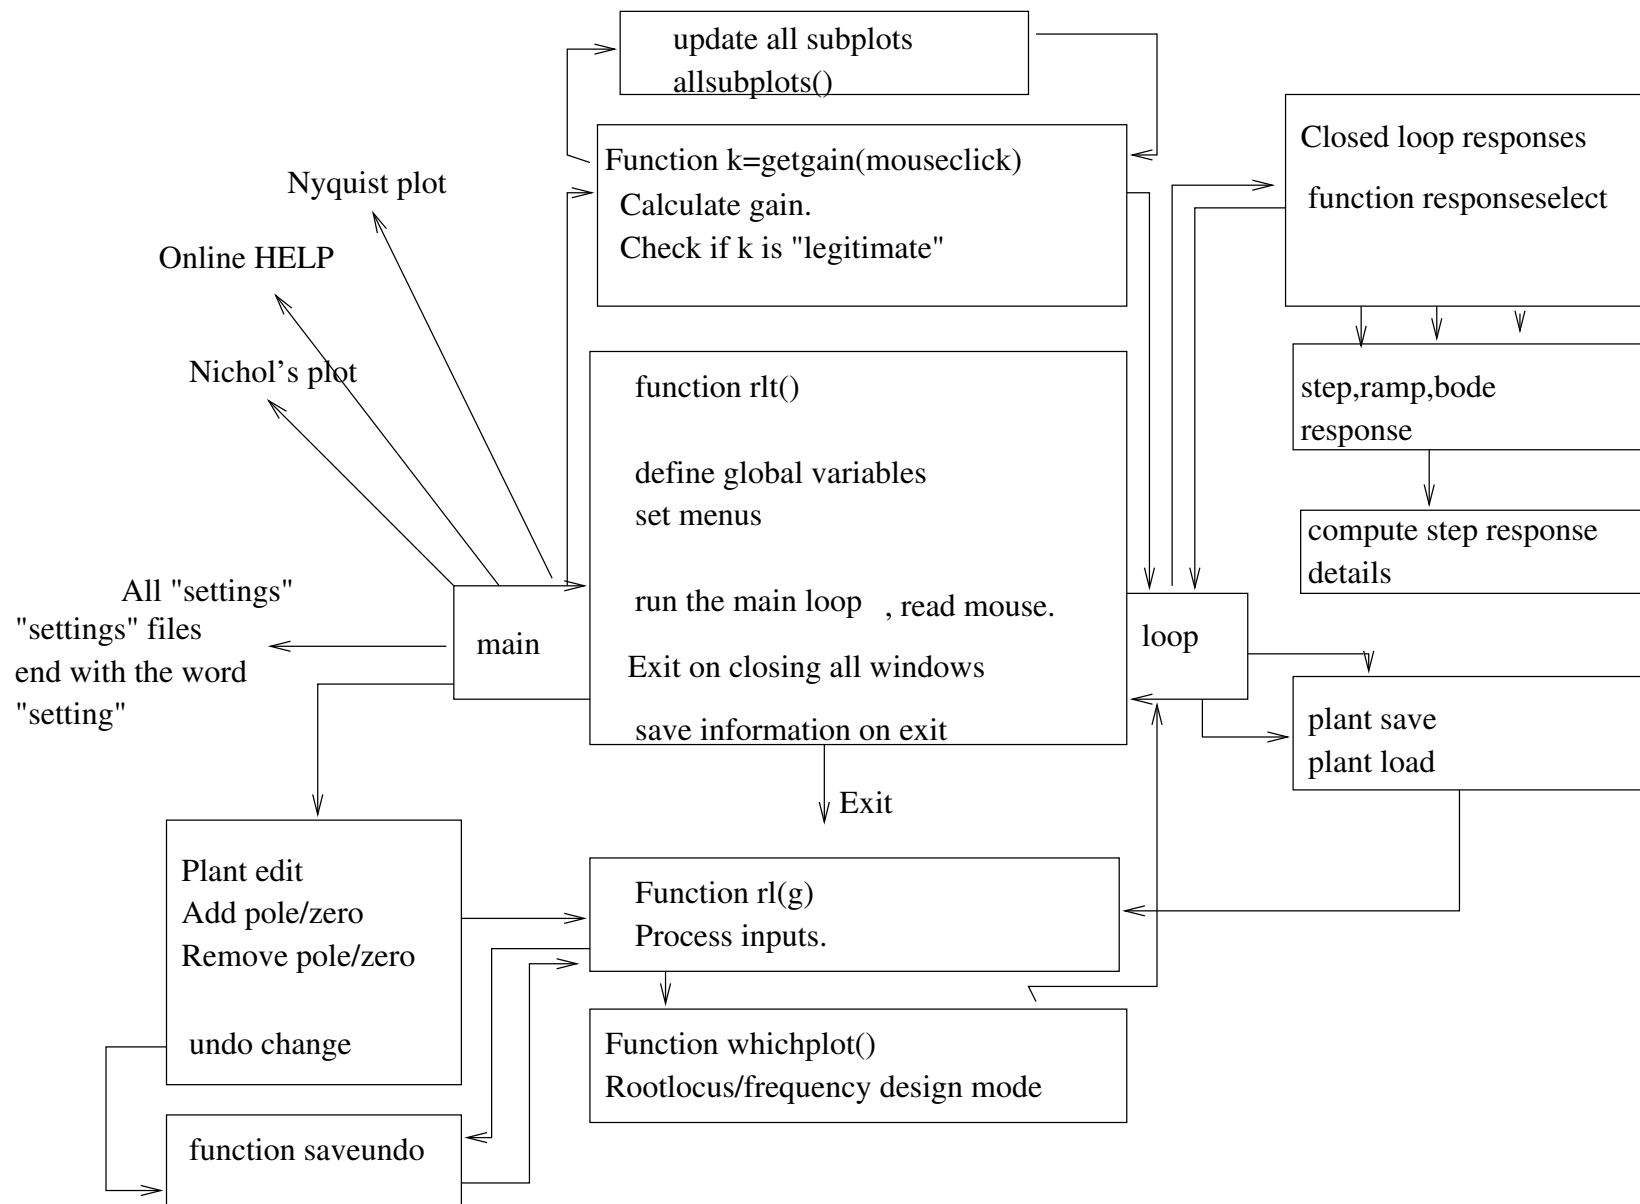 update all subplots
allsubplots()
Function k=getgain(mouseclick)
Calculate gain.
Check if k is "legitimate"
Closed loop responses
function responseselect
Nyquist plot
Online HELP
Nichol's plot
step,ramp,bode
response
compute step response
details
function rlt()
define global variables
set menus
run the main loop , read mouse.
Exit on closing all windows
save information on exit
main
loop
All "settings"
"settings" files
end with the word
"setting"
plant save
plant load
Exit
Plant edit
Add pole/zero
Remove pole/zero
undo change
Function rl(g)
Process inputs.
Function whichplot()
Rootlocus/frequency design mode
function saveundo